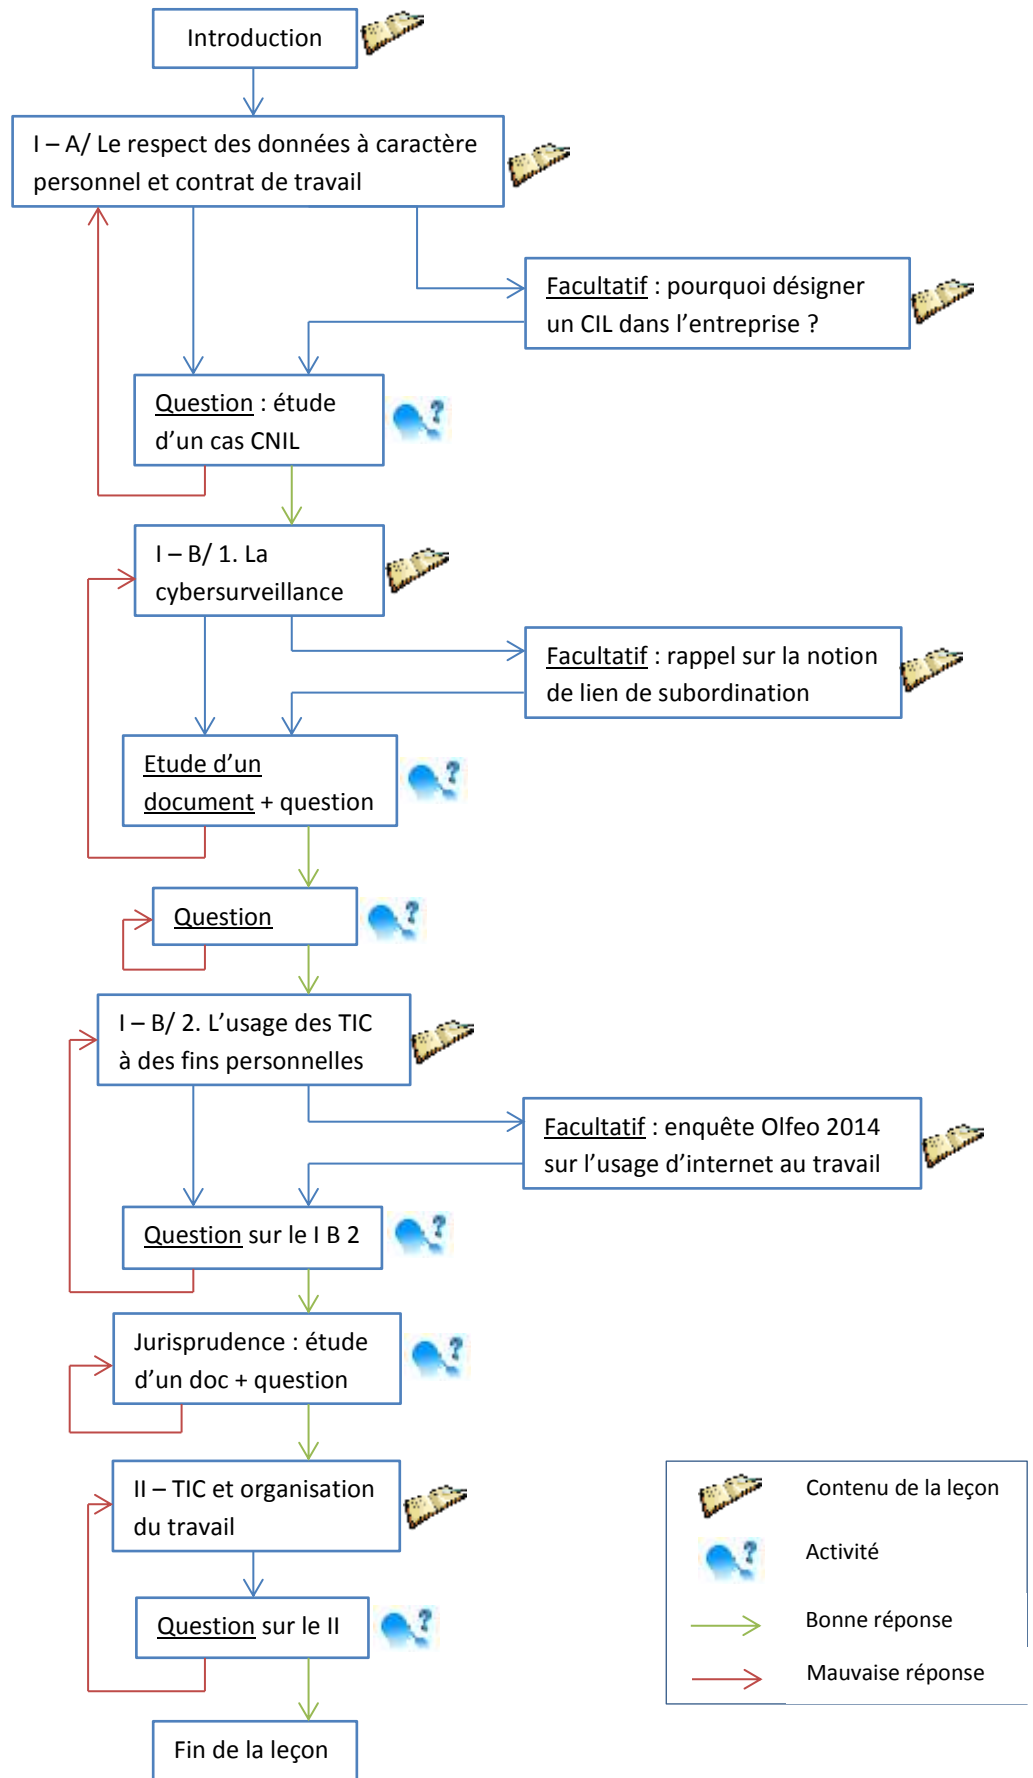 Introduction
I – A/ Le respect des données à caractère
personnel et contrat de travail
Facultatif : pourquoi désigner
un CIL dans l’entreprise ?
Question : étude
d’un cas CNIL
I – B/ 1. La
cybersurveillance
Facultatif : rappel sur la notion
de lien de subordination
Etude d’un
document + question
Question
I – B/ 2. L’usage des TIC
à des fins personnelles
Facultatif : enquête Olfeo 2014
sur l’usage d’internet au travail
Question sur le I B 2
Jurisprudence : étude
d’un doc + question
II – TIC et organisation
du travail
Question sur le II
Fin de la leçon
Contenu de la leçon
Activité
Bonne réponse
Mauvaise réponse